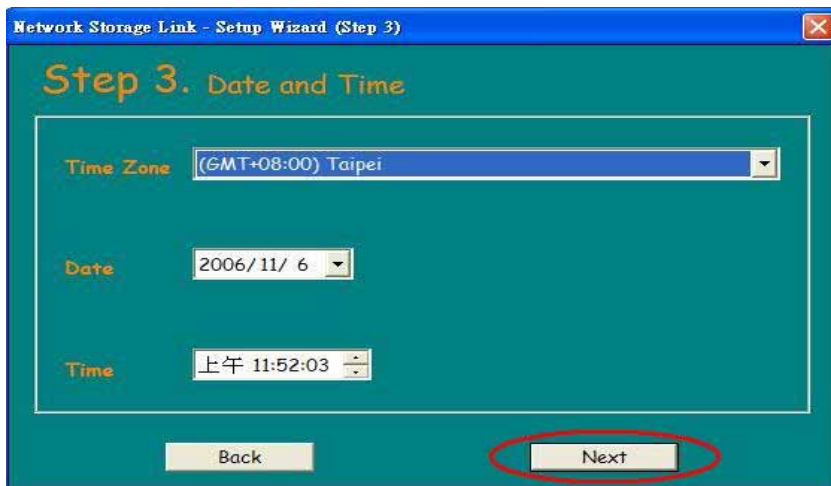 Network Storage Link - Setup Wizard (Step 3)
Step 3. Date and Time
Time Zone (GMT+08:00) Taipei
Date 2006/11/ 6
Time 上午 11:52:03
Back Next